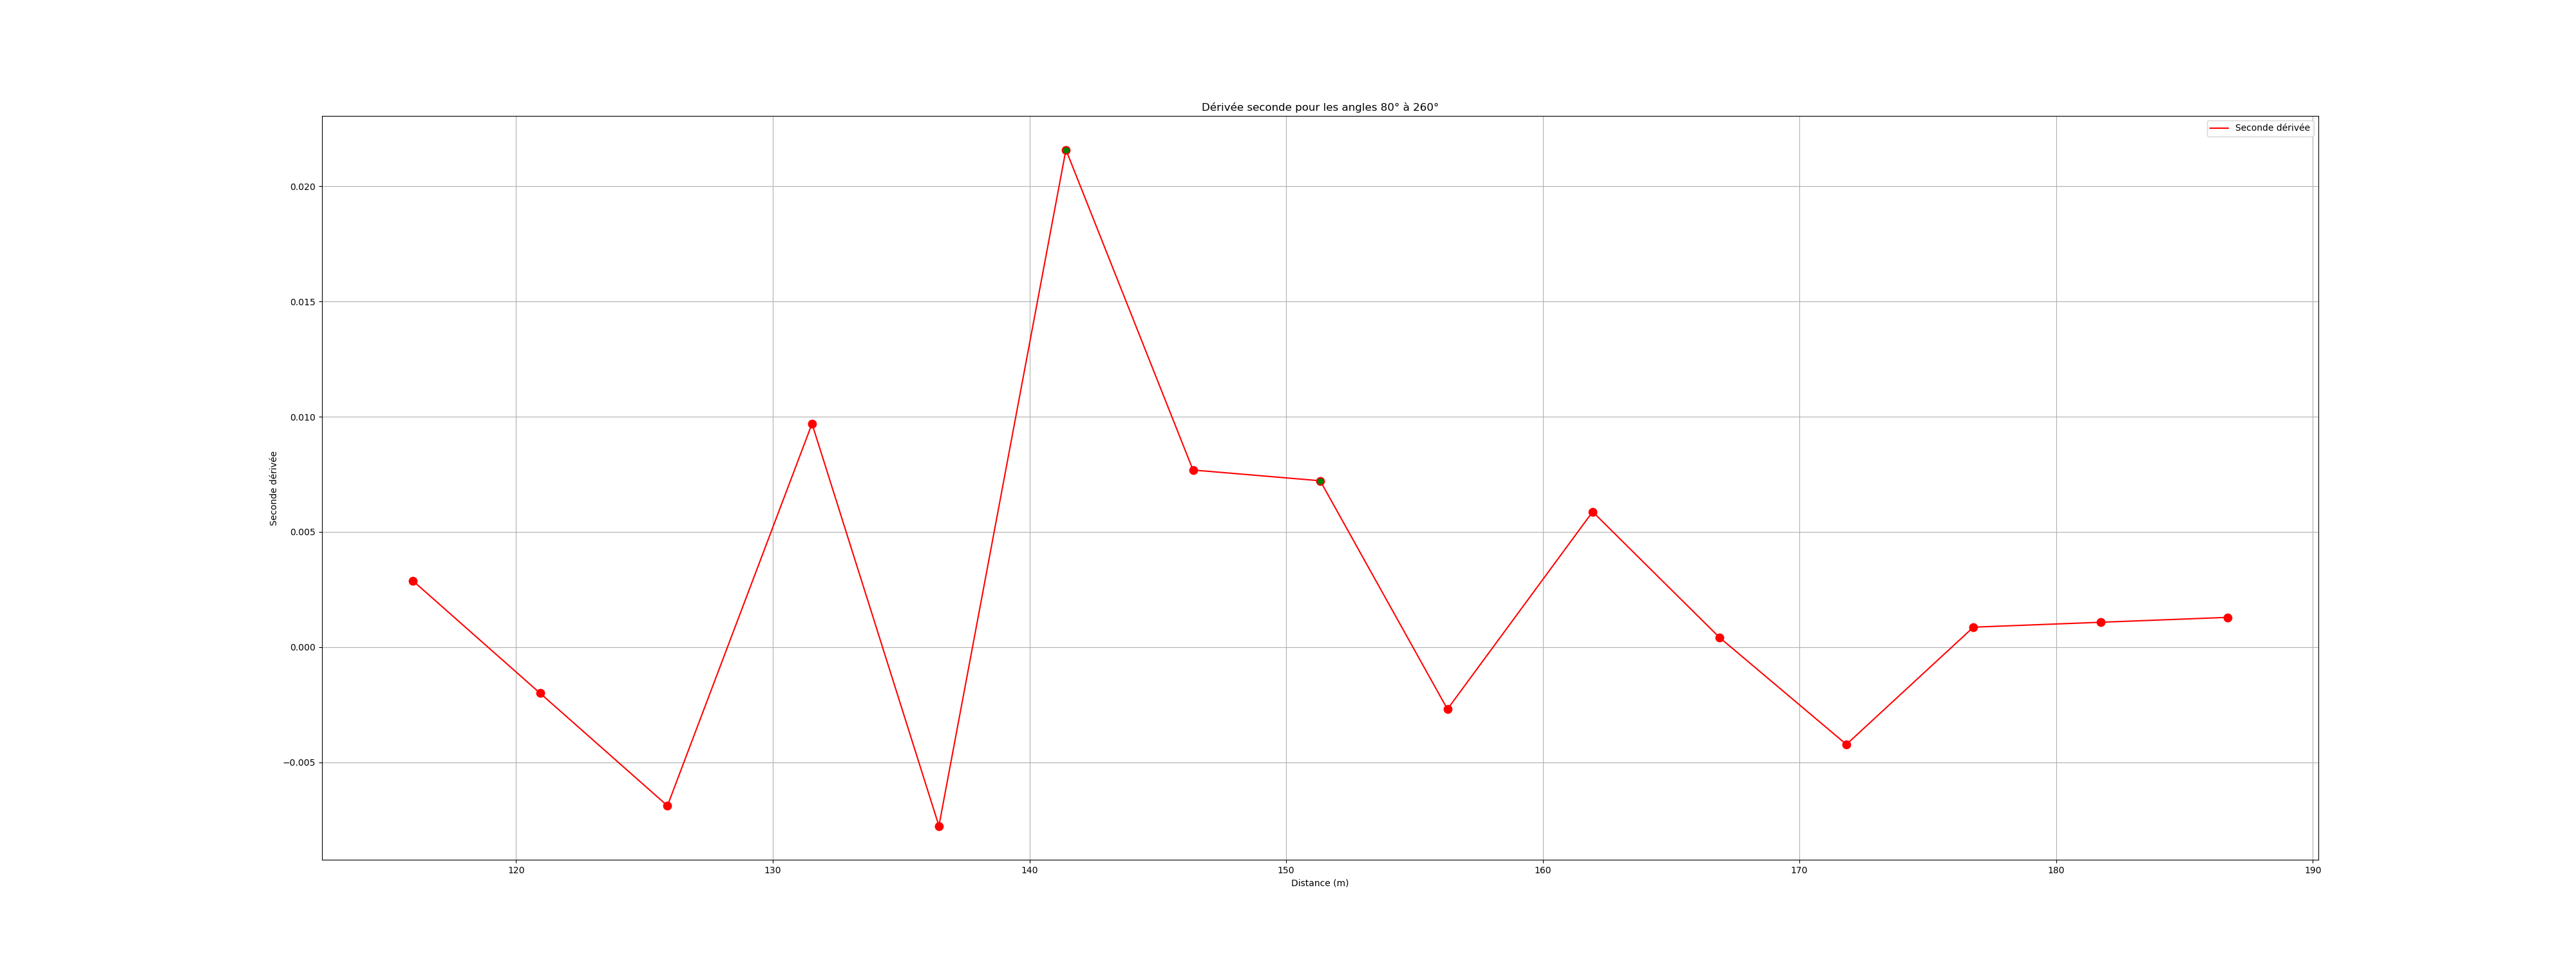 Dérivée seconde pour les angles 80° à 260°
Seconde dérivée
0.020
0.015
0.010
0.005
0.000
−0.005
Seconde dérivée
120 130 140 150 160 170 180 190
Distance (m)